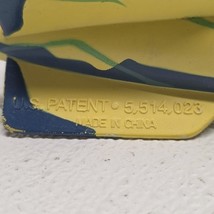 U.S. PATENT# 5,514,023
MADE IN CHINA